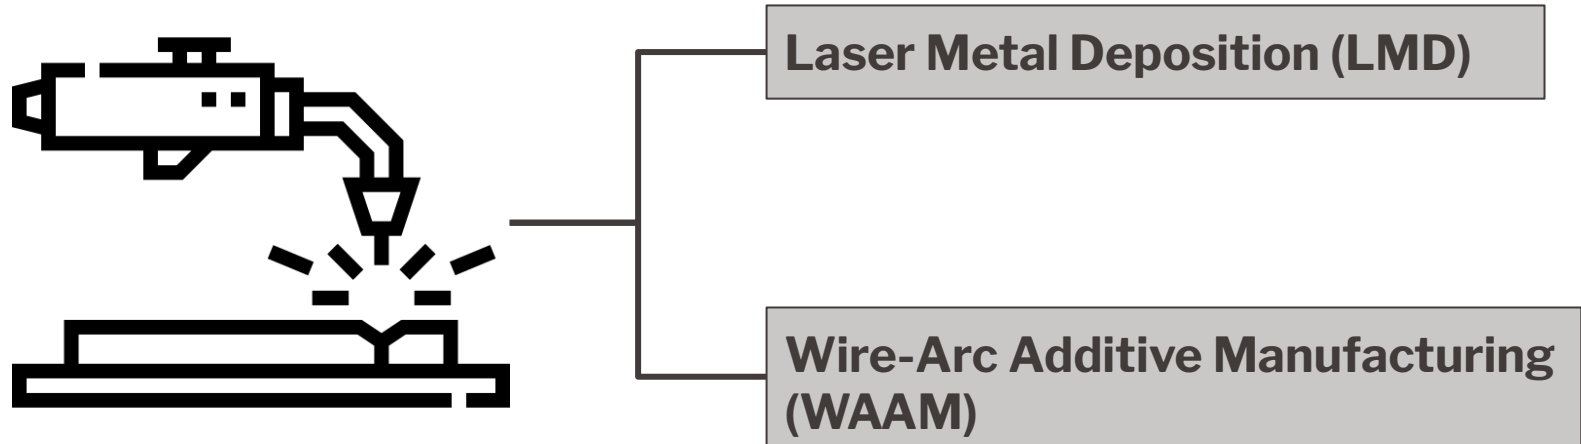 Laser Metal Deposition (LMD)
Wire-Arc Additive Manufacturing
(WAAM)